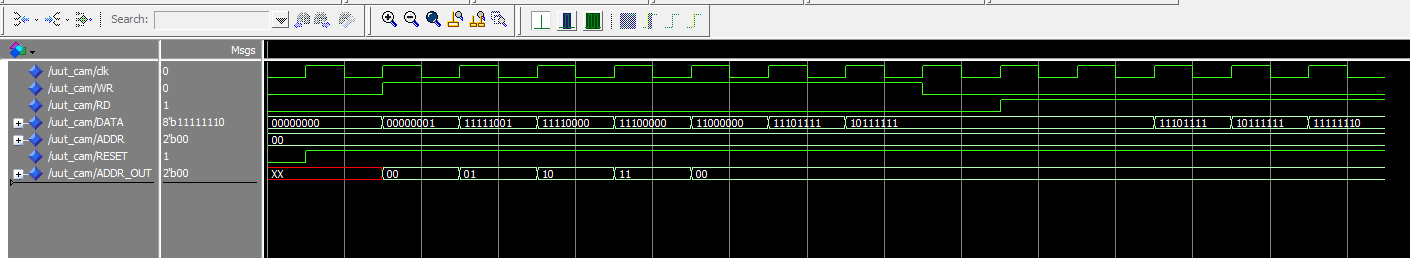 Search:
Msgs
/uut_cam/clk 0
/uut_cam/WR 0
/uut_cam/RD 1
/uut_cam/DATA 8'b11111110 00000000 00000001 11111001 11110000 11100000 11000000 11101111 10111111 11101111 10111111 11111110
/uut_cam/ADDR 2'b00 00
/uut_cam/RESET 1
/uut_cam/ADDR_OUT 2'b00 XX 00 01 10 11 00